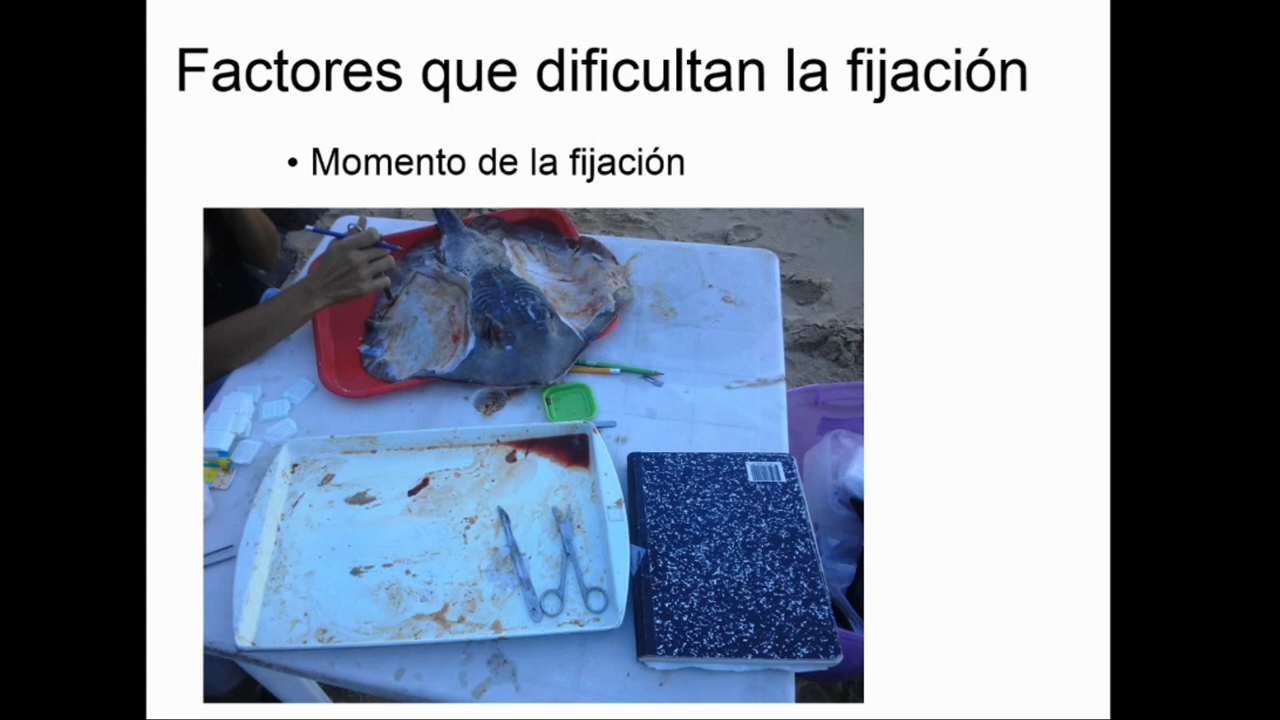 Factores que dificultan la fijación
• Momento de la fijación